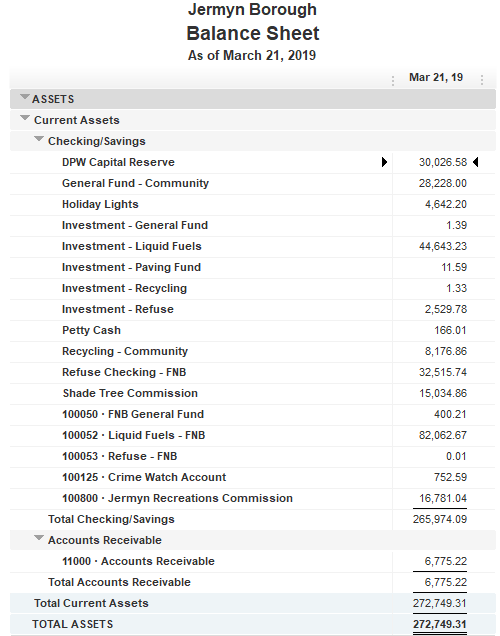 Jermyn Borough
Balance Sheet
As of March 21, 2019
Mar 21, 19
ASSETS
Current Assets
Checking/Savings
DPW Capital Reserve 30,026.58
General Fund - Community 28,228.00
Holiday Lights 4,642.20
Investment - General Fund 1.39
Investment - Liquid Fuels 44,643.23
Investment - Paving Fund 11.59
Investment - Recycling 1.33
Investment - Refuse 2,529.78
Petty Cash 166.01
Recycling - Community 8,176.86
Refuse Checking - FNB 32,515.74
Shade Tree Commission 15,034.86
100050 · FNB General Fund 400.21
100052 · Liquid Fuels - FNB 82,062.67
100053 · Refuse - FNB 0.01
100125 · Crime Watch Account 752.59
100800 · Jermyn Recreations Commission 16,781.04
Total Checking/Savings 265,974.09
Accounts Receivable
11000 · Accounts Receivable 6,775.22
Total Accounts Receivable 6,775.22
Total Current Assets 272,749.31
TOTAL ASSETS 272,749.31